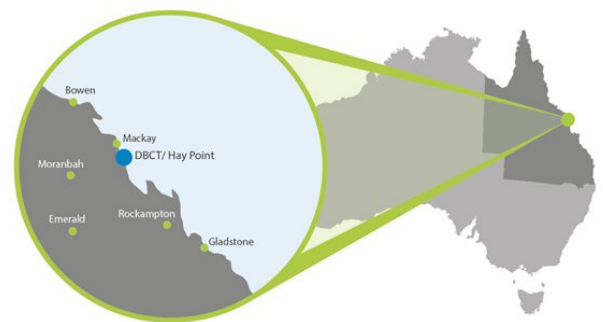 Bowen
Mackay
DBCT/ Hay Point
Moranbah
Emerald
Rockampton
Gladstone